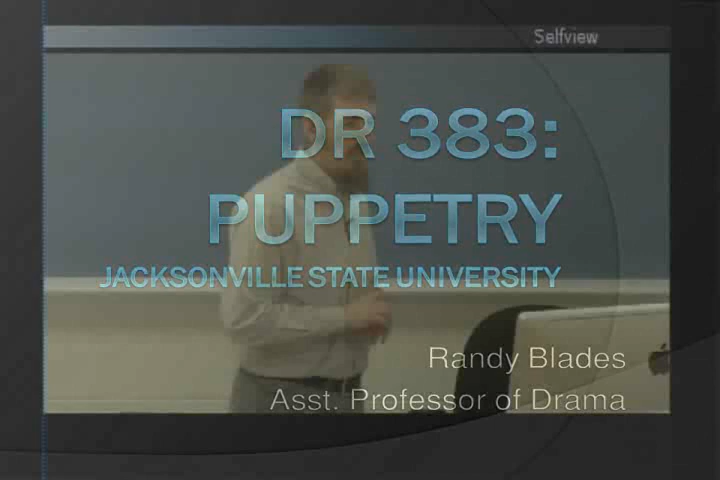 Selfview
DR 383:
PUPPETRY
JACKSONVILLE STATE UNIVERSITY
Randy Blades
Asst. Professor of Drama